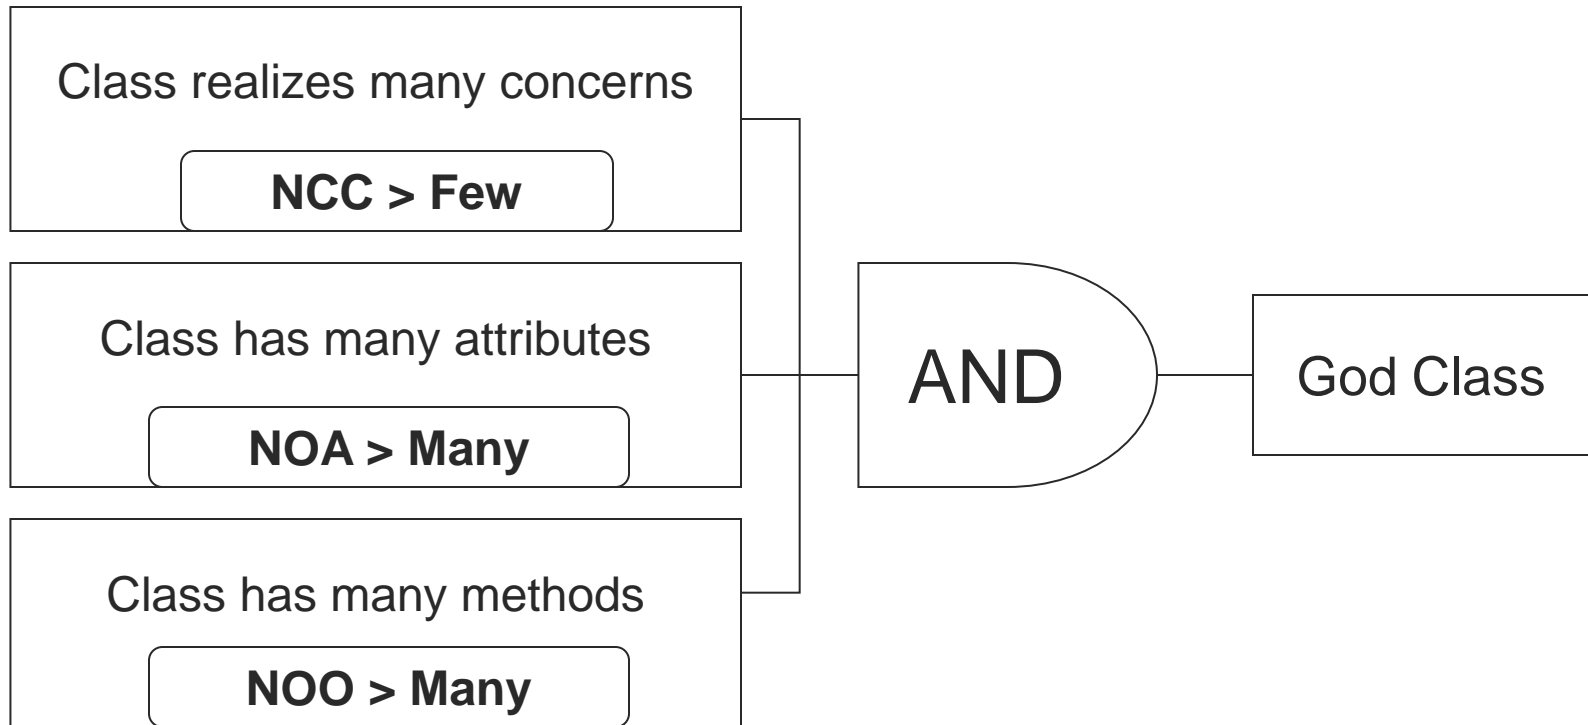 Class realizes many concerns
NCC > Few
Class has many attributes
NOA > Many
Class has many methods
NOO > Many
AND
God Class